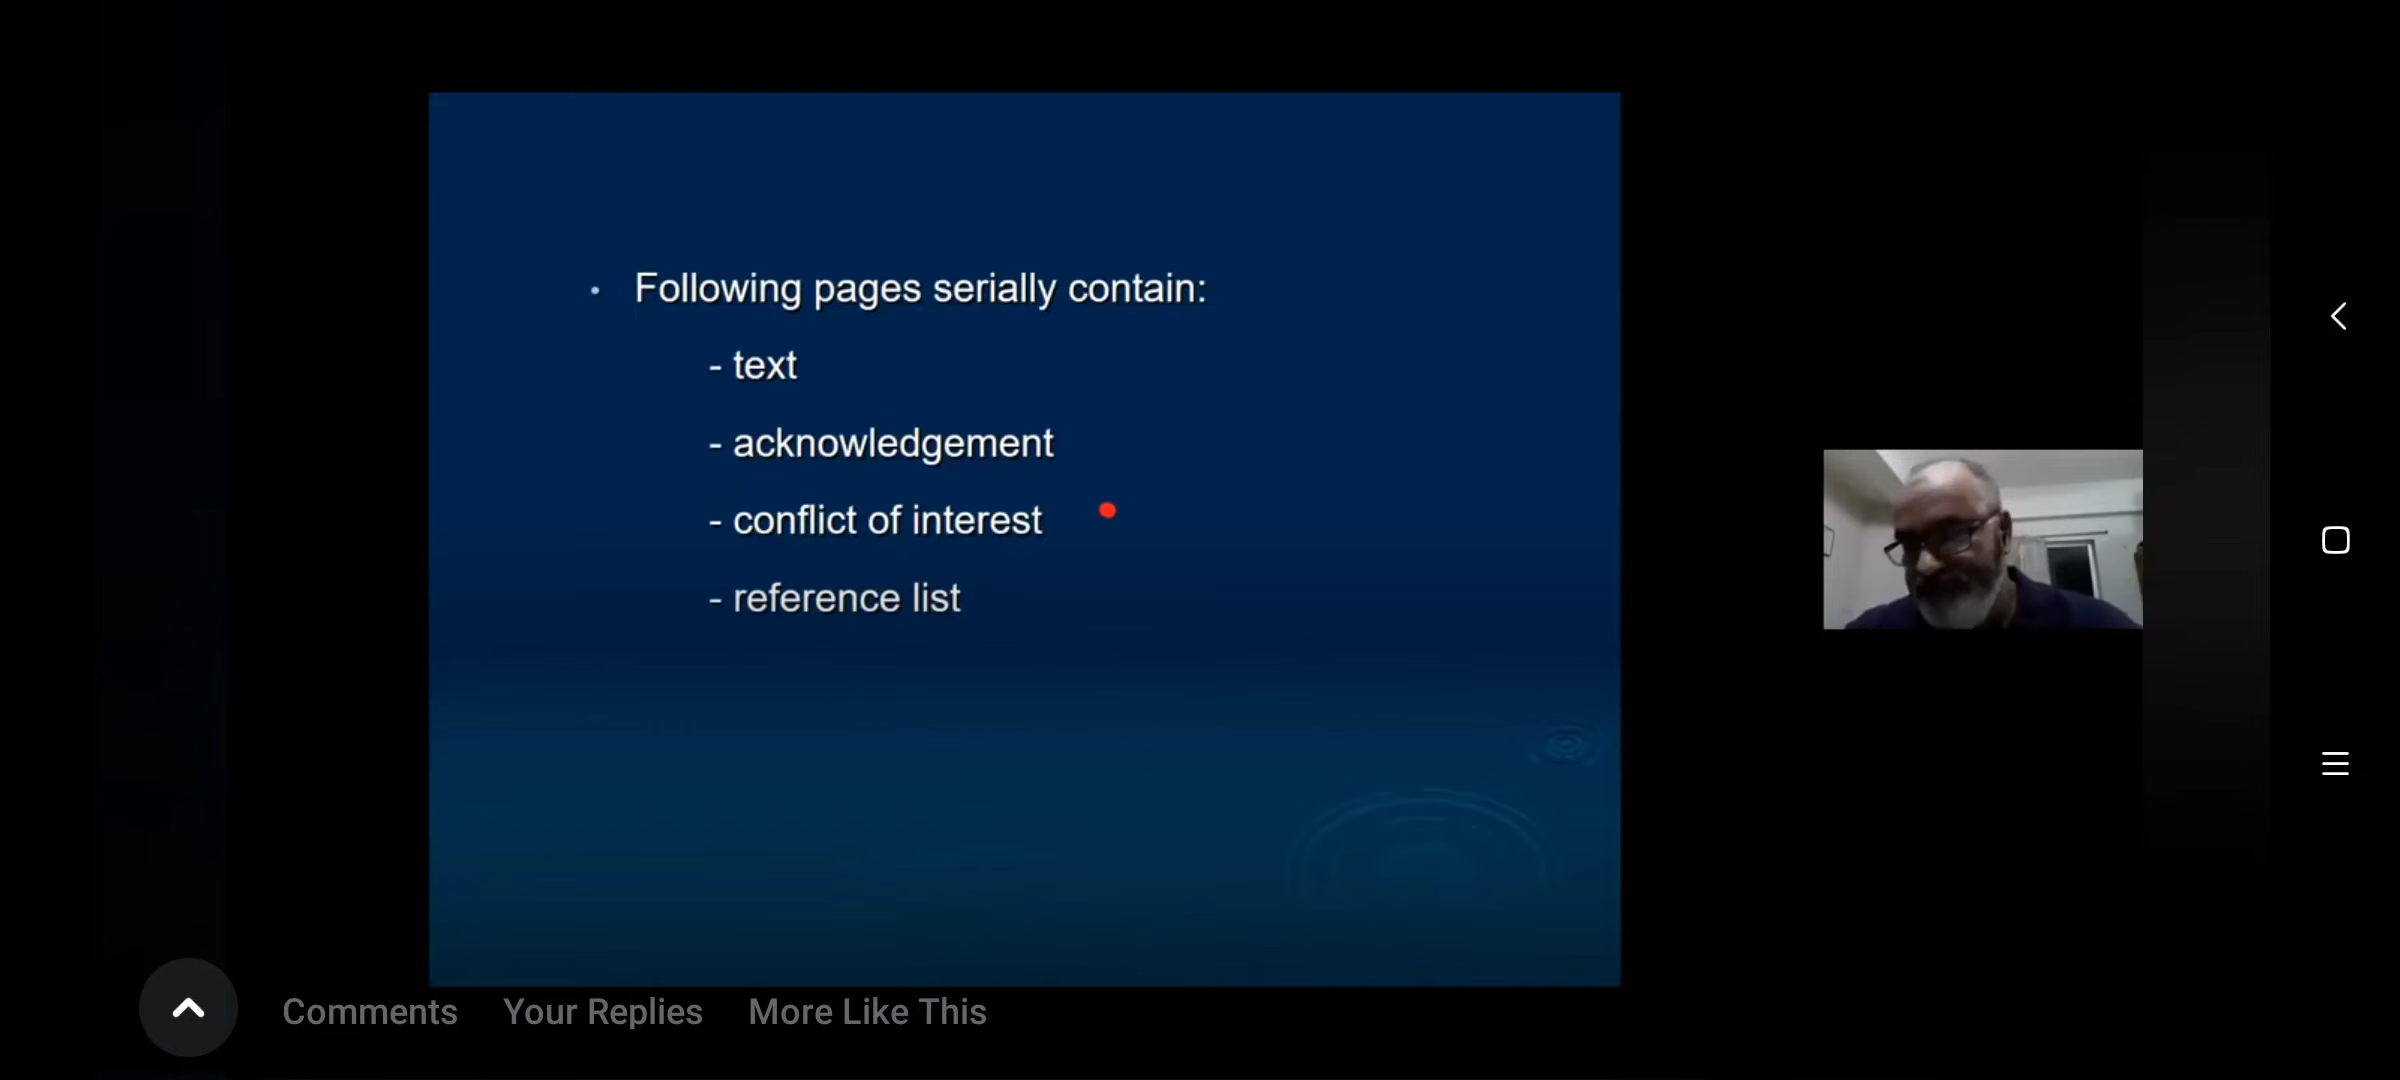 • Following pages serially contain:
- text
- acknowledgement
- conflict of interest
- reference list
Comments Your Replies More Like This